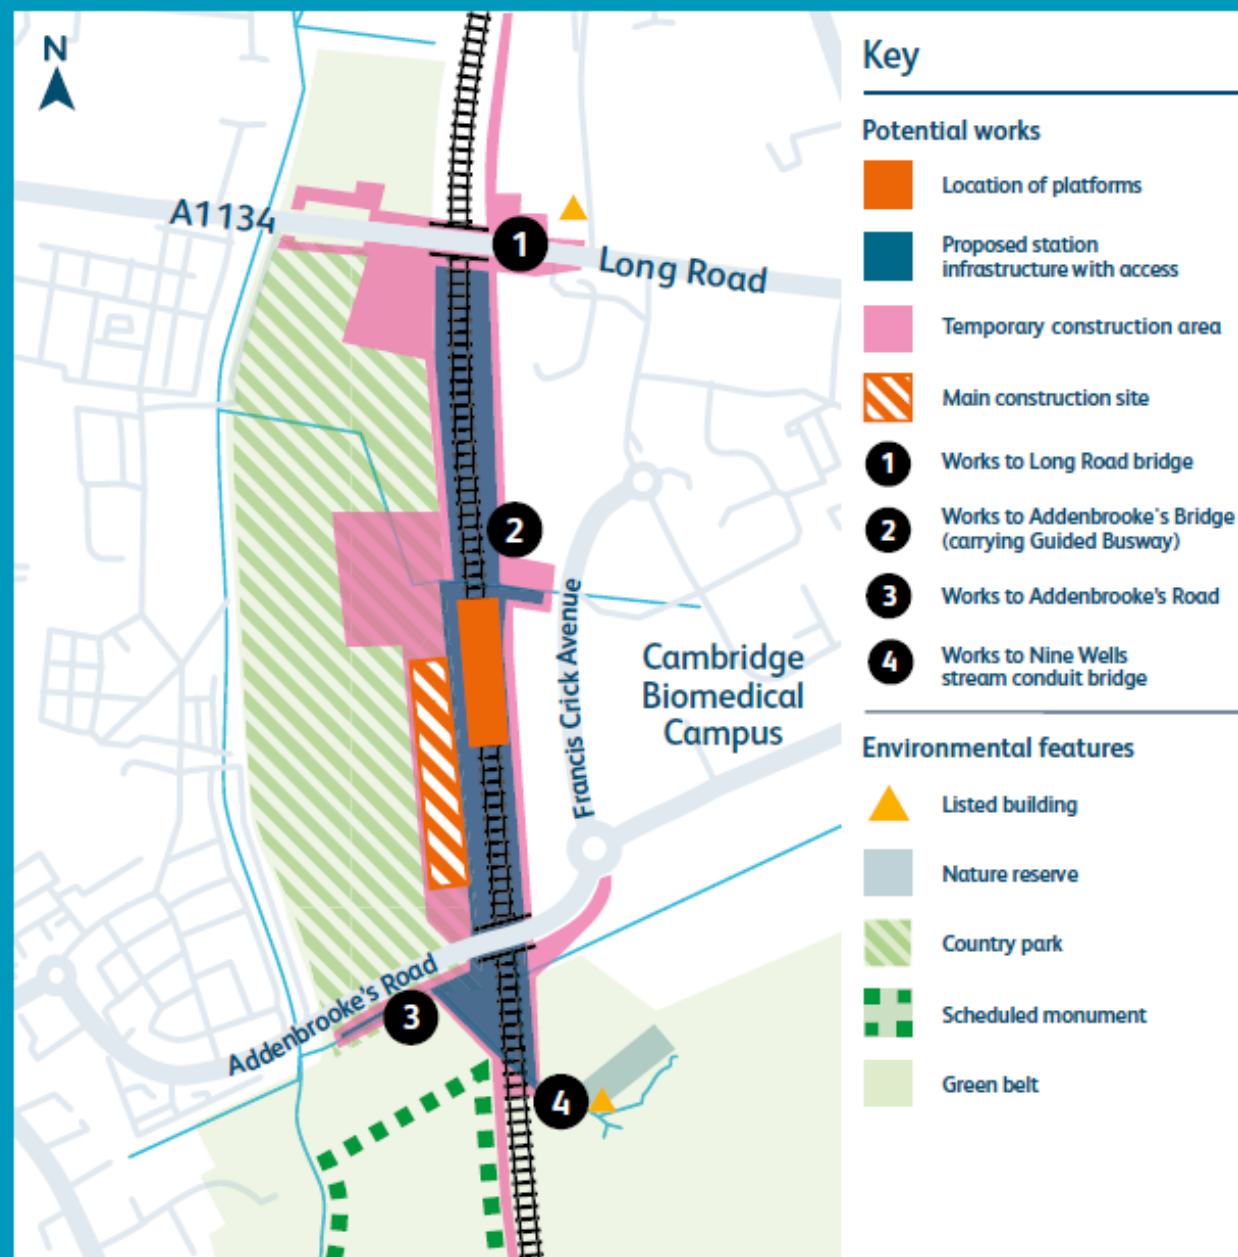 N
A1134
1
Long Road
2
Francis Crick Avenue
Cambridge
Biomedical
Campus
Addenbrooke's Road
3
4
Key
Potential works
Location of platforms
Proposed station
infrastructure with access
Temporary construction area
Main construction site
1 Works to Long Road bridge
2 Works to Addenbrooke's Bridge
(carrying Guided Busway)
3 Works to Addenbrooke's Road
4 Works to Nine Wells
stream conduit bridge
Environmental features
Listed building
Nature reserve
Country park
Scheduled monument
Green belt